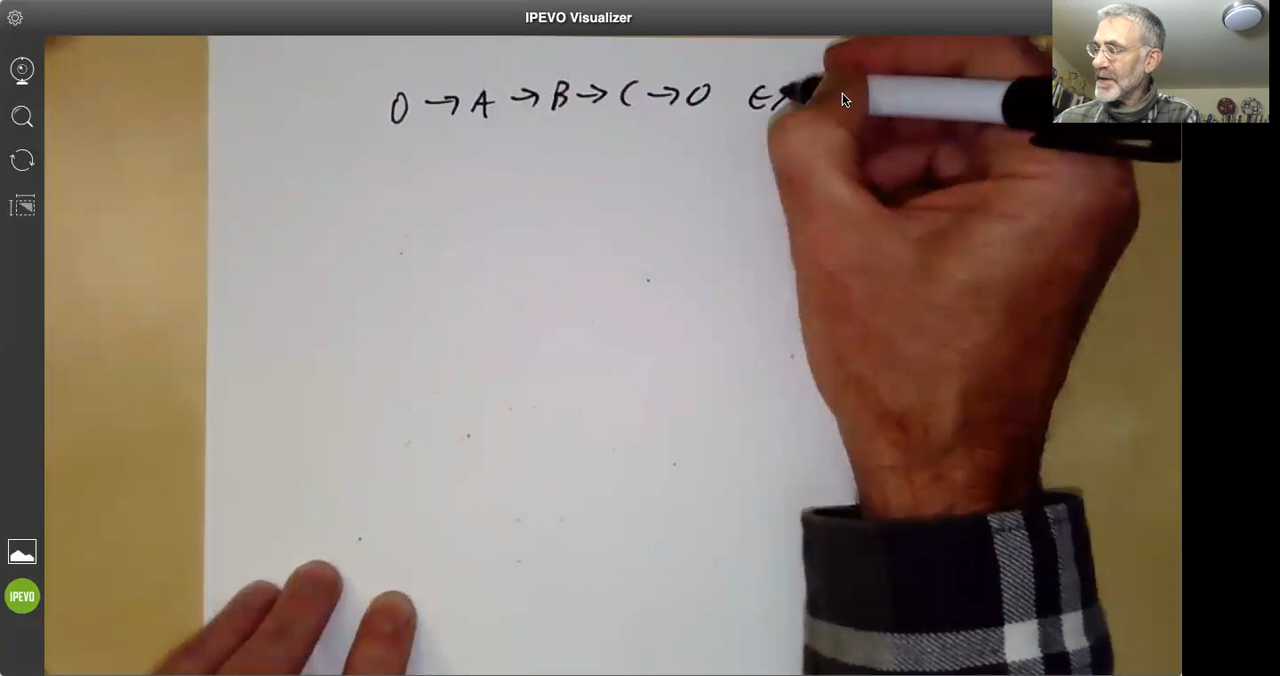 IPEVO Visualizer
0 → A → B → C → 0
IPEVO